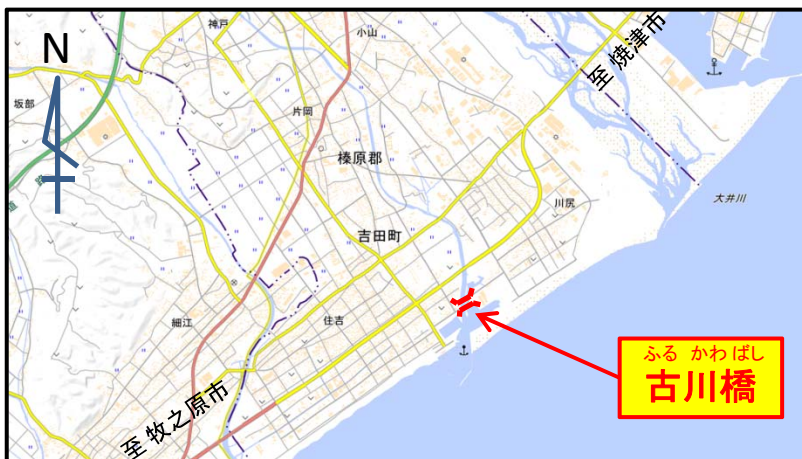 N
神戸
小山
至 焼津市
坂部
片岡
榛原郡
川尻
大井川
吉田町
住吉
細江
至 牧之原市
道 路
ふる かわ ばし
古川橋